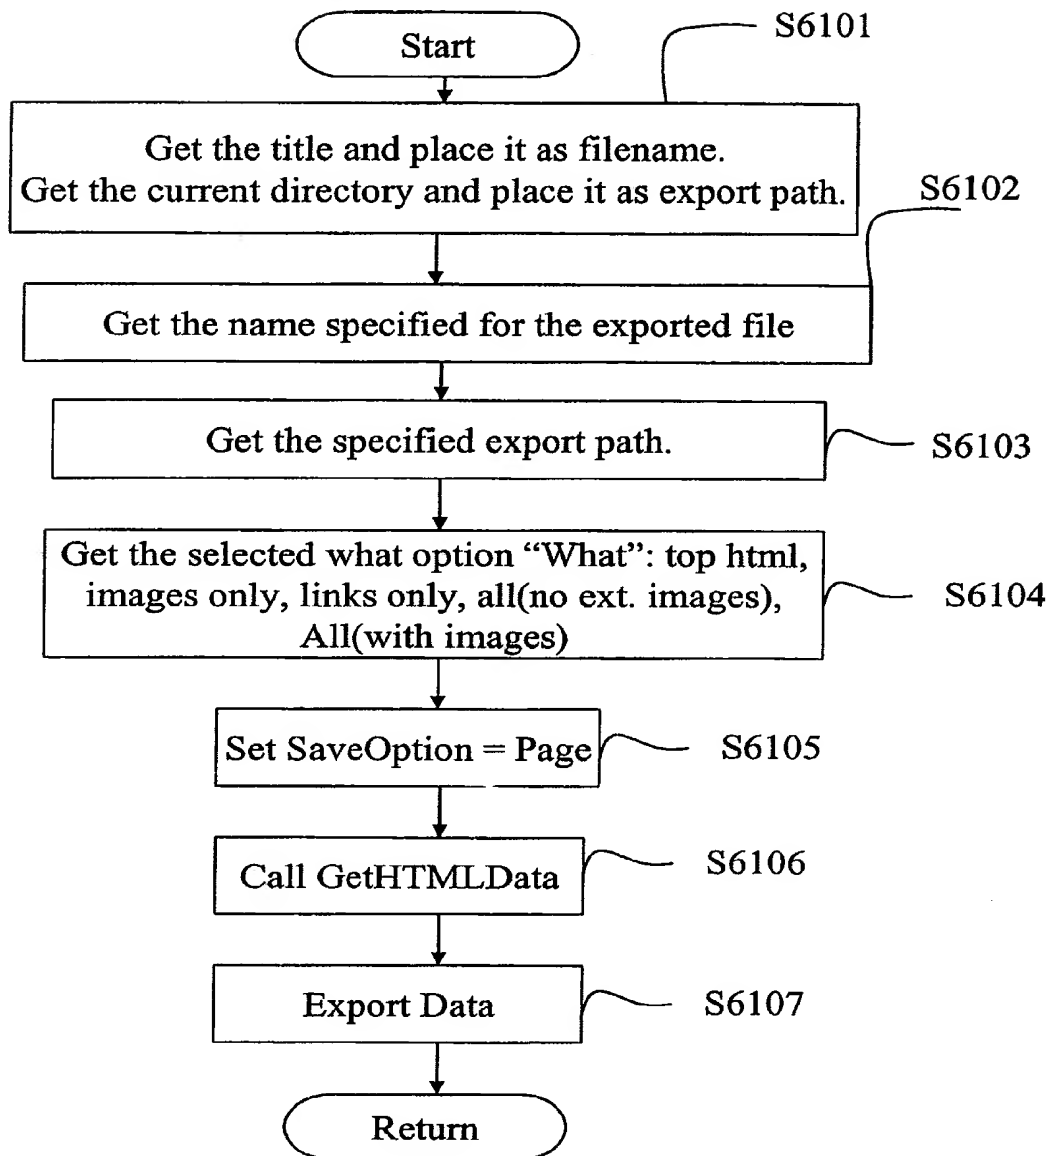 Start
S6101
Get the title and place it as filename.
Get the current directory and place it as export path.
S6102
Get the name specified for the exported file
Get the specified export path.
S6103
Get the selected what option “What”: top html,
images only, links only, all(no ext. images),
All(with images)
S6104
Set SaveOption = Page
S6105
Call GetHTMLData
S6106
Export Data
S6107
Return